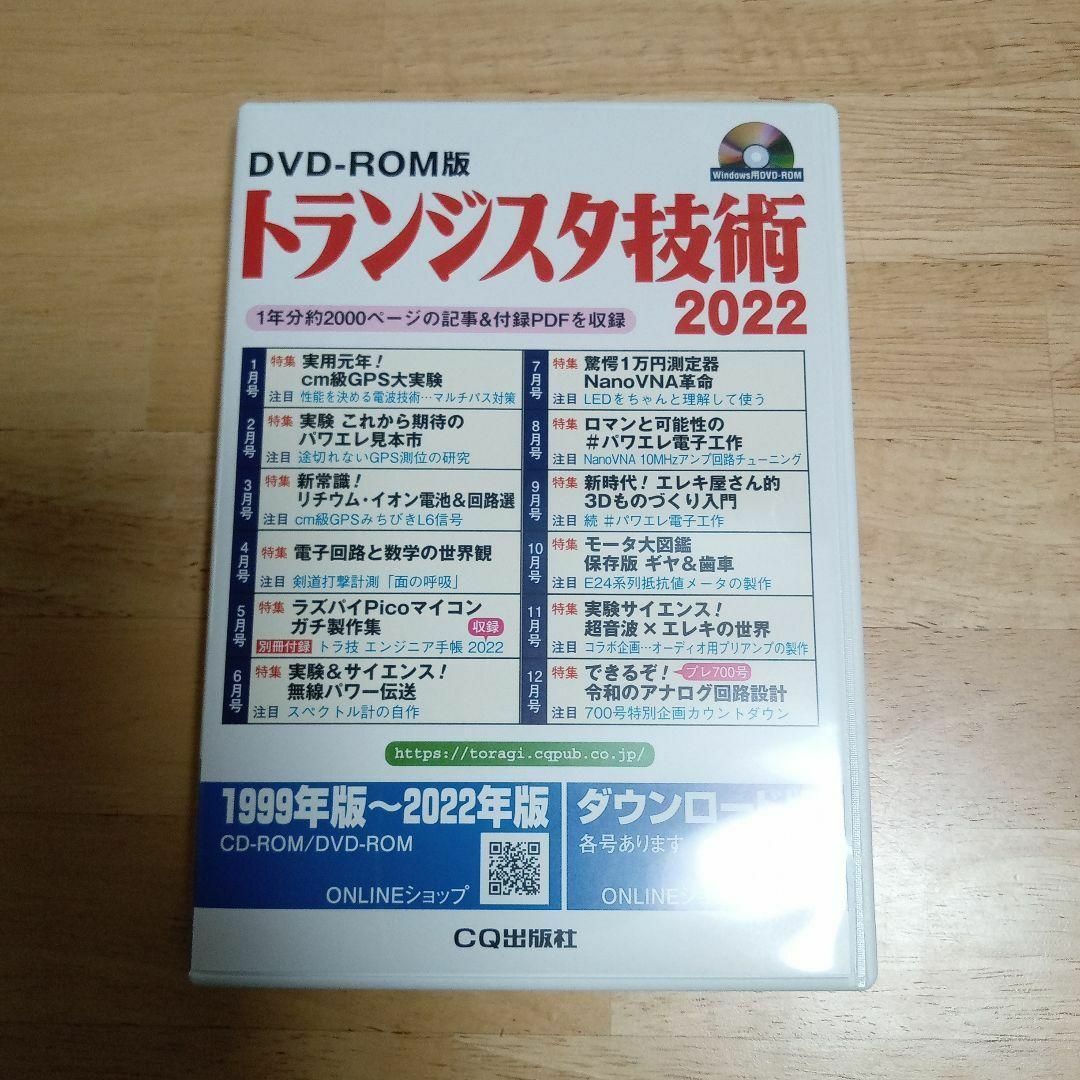 DVD-ROM版
Windows用DVD-ROM
トランジスタ技術
2022
1年分約2000ページの記事&付録PDFを収録
1月号
特集 実用元年!
cm級GPS大実験
注目 性能を決める電波技術…マルチパス対策
2月号
特集 実験 これから期待の
パワエレ見本市
注目 途切れないGPS測位の研究
3月号
特集 新常識!
リチウム・イオン電池&回路選
注目 cm級GPSみちびきL6信号
4月号
特集 電子回路と数学の世界観
注目 剣道打撃計測「面の呼吸」
5月号
特集 ラズパイPicoマイコン
ガチ製作集
収録
別冊付録 トラ技 エンジニア手帳 2022
6月号
特集 実験&サイエンス!
無線パワー伝送
注目 スペクトル計の自作
7月号
特集 驚愕1万円測定器
NanoVNA革命
注目 LEDをちゃんと理解して使う
8月号
特集 ロマンと可能性の
#パワエレ電子工作
注目 NanoVNA 10MHzアンプ回路チューニング
9月号
特集 新時代! エレキ屋さん的
3Dものづくり入門
注目 続 #パワエレ電子工作
10月号
特集 モータ大図鑑
保存版 ギヤ&歯車
注目 E24系列抵抗値メータの製作
11月号
特集 実験サイエンス!
超音波×エレキの世界
注目 コラボ企画…オーディオ用プリアンプの製作
12月号
特集 できるぞ! プレ700号
令和のアナログ回路設計
注目 700号特別企画カウントダウン
https://toragi.cqpub.co.jp/
1999年版~2022年版
CD-ROM/DVD-ROM
ONLINEショップ
ダウンロード
各号あります
ONLINE
CQ出版社